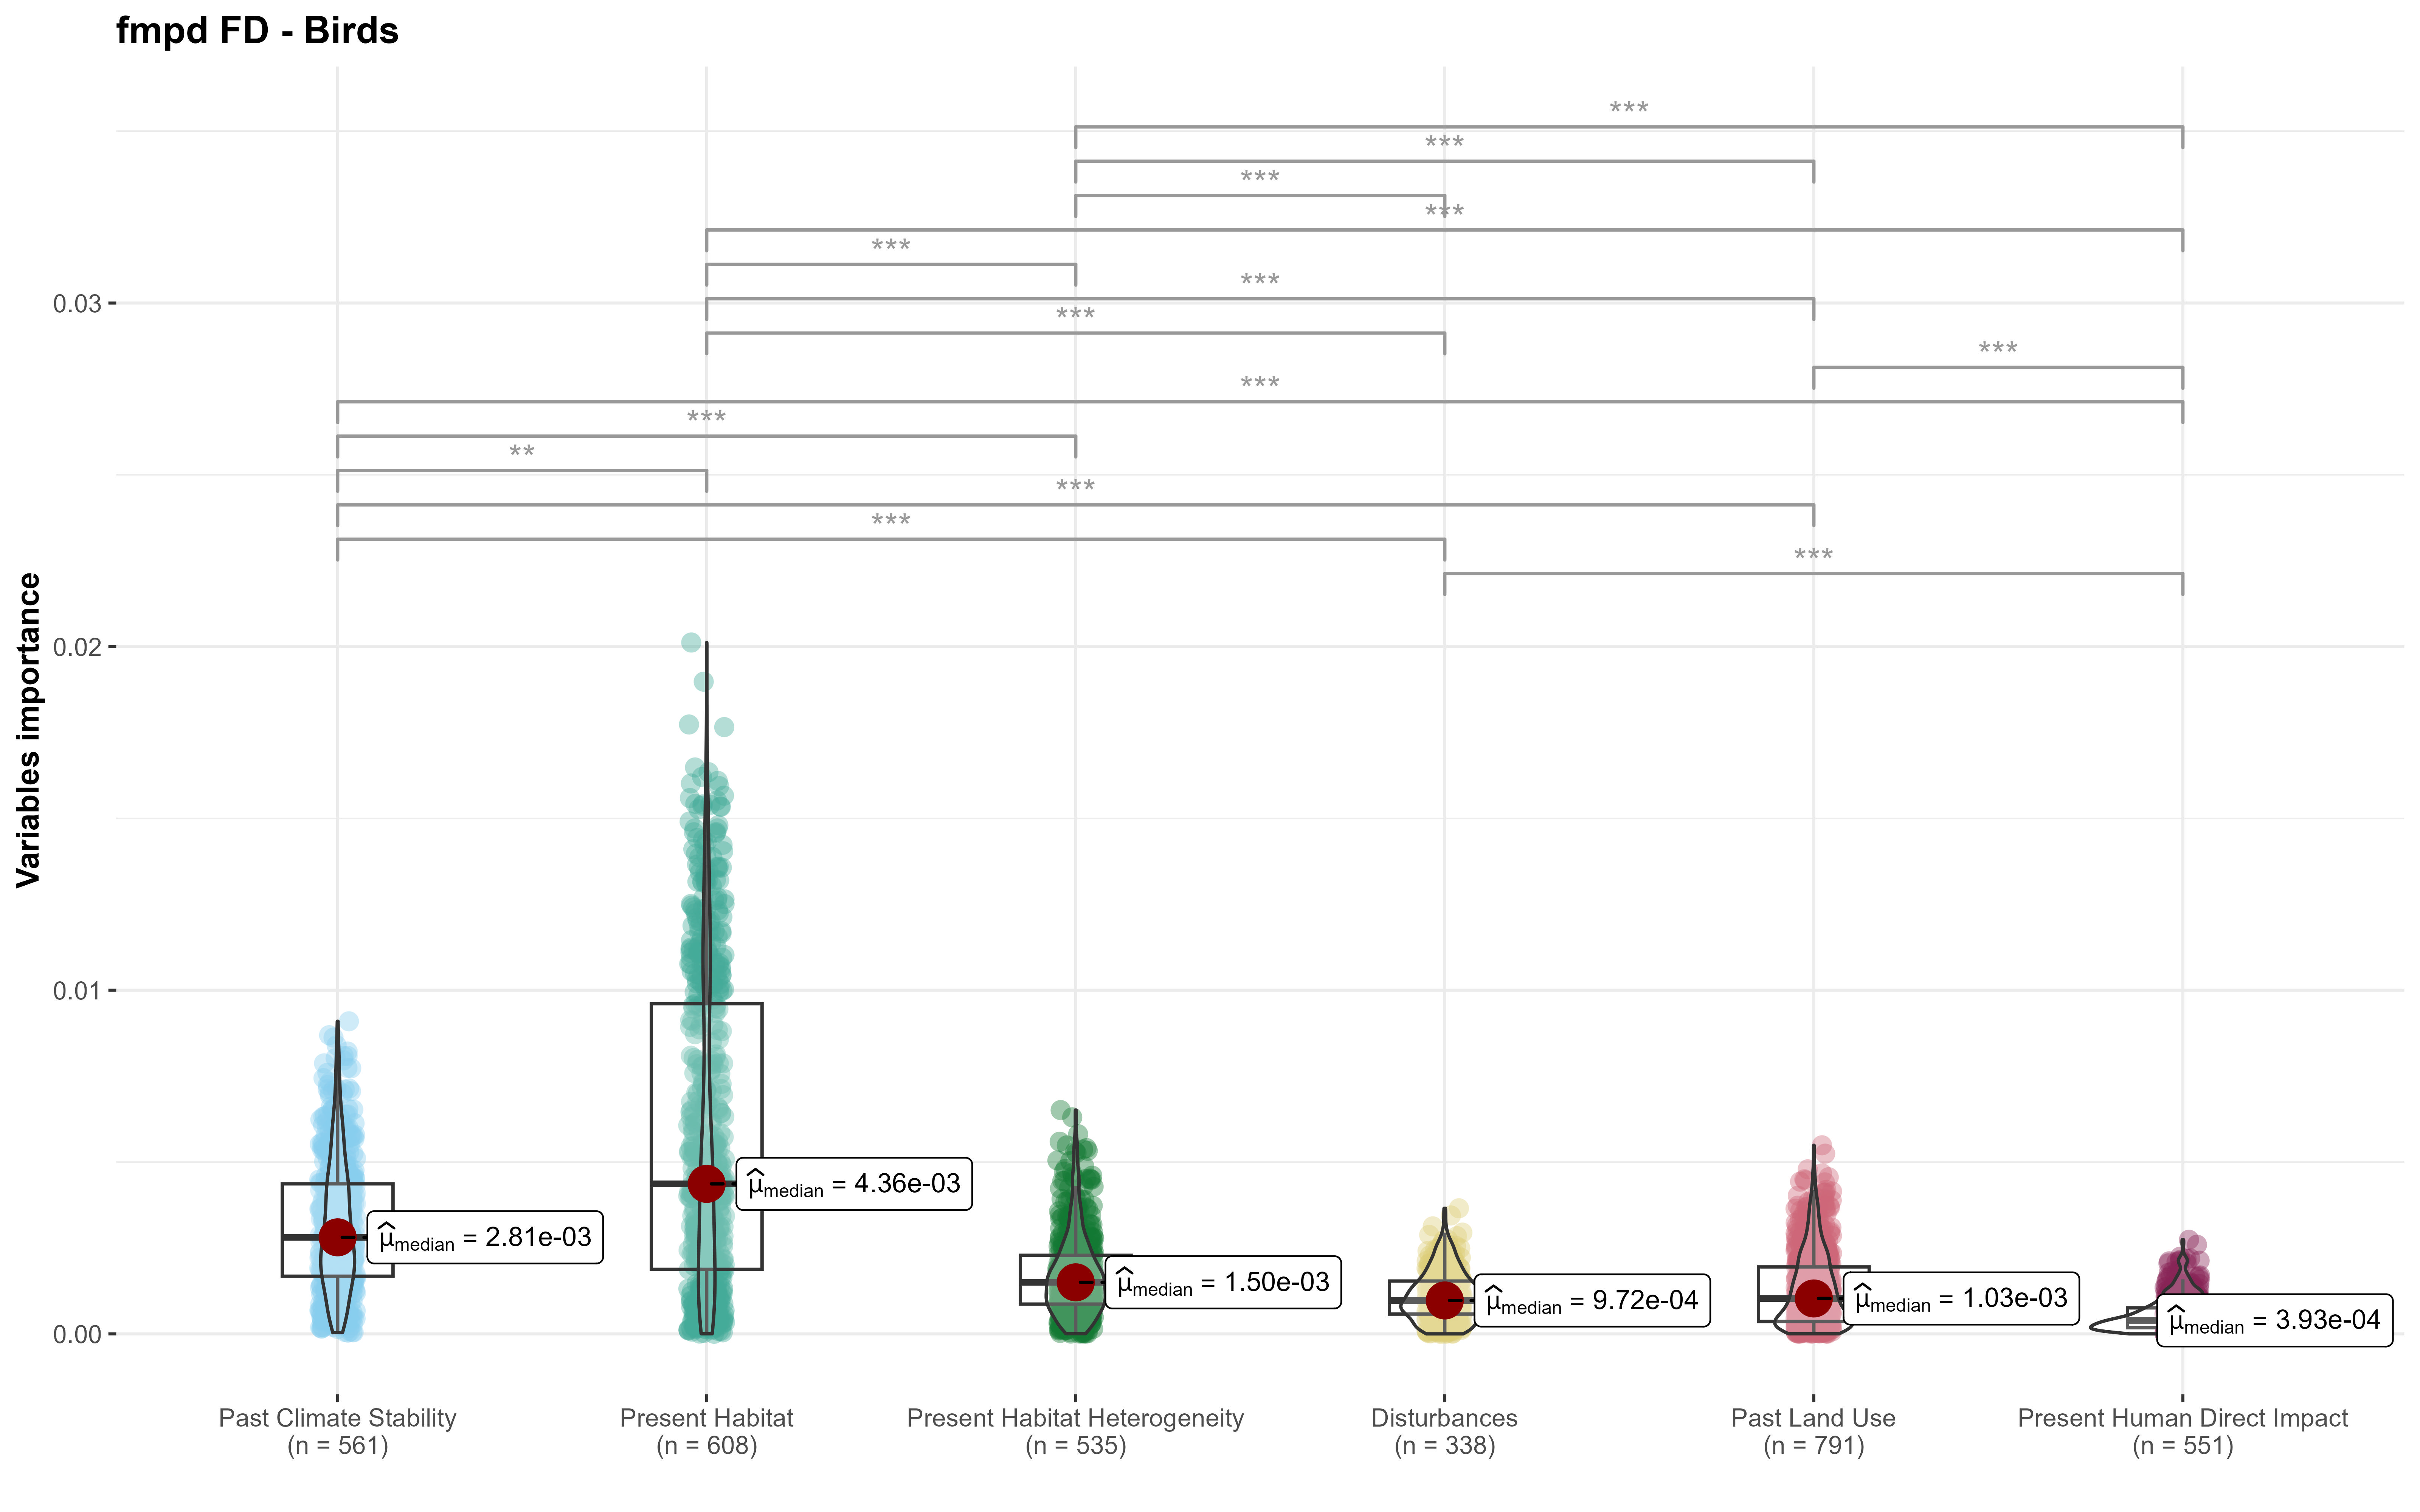 fmpd FD - Birds
***
***
***
***
***
***
***
***
***
***
**
***
***
***
0.03
0.02
0.01
0.00
Variables importance
μ̂median = 2.81e-03
μ̂median = 4.36e-03
μ̂median = 1.50e-03
μ̂median = 9.72e-04
μ̂median = 1.03e-03
μ̂median = 3.93e-04
Past Climate Stability
(n = 561)
Present Habitat
(n = 608)
Present Habitat Heterogeneity
(n = 535)
Disturbances
(n = 338)
Past Land Use
(n = 791)
Present Human Direct Impact
(n = 551)